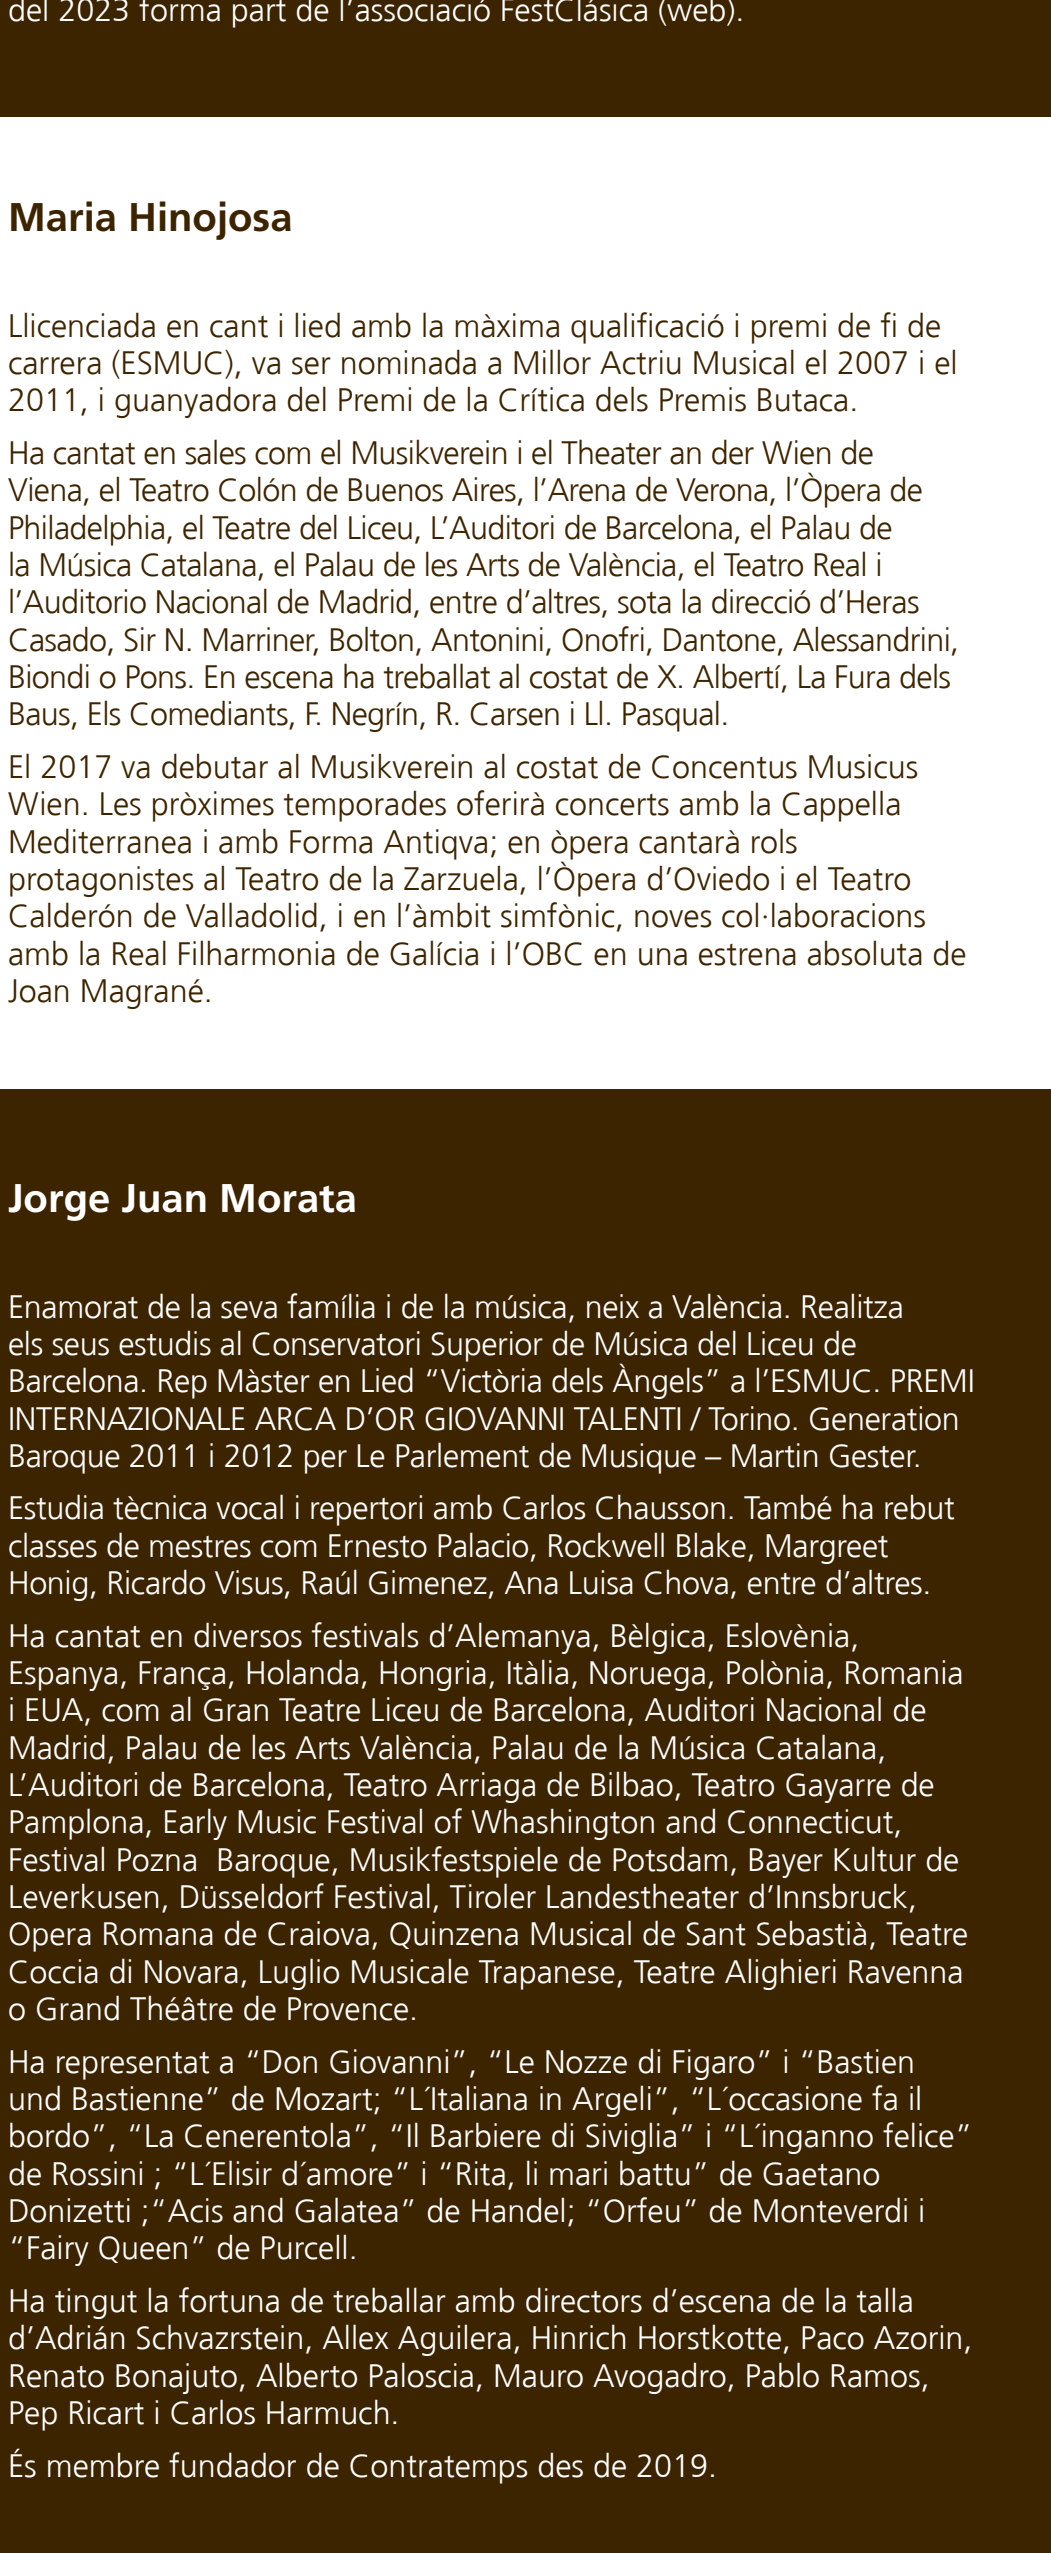 del 2023 forma part de l’associació FestClásica (web).
Maria Hinojosa
Llicenciada en cant i lied amb la màxima qualificació i premi de fi de
carrera (ESMUC), va ser nominada a Millor Actriu Musical el 2007 i el
2011, i guanyadora del Premi de la Crítica dels Premis Butaca.
Ha cantat en sales com el Musikverein i el Theater an der Wien de
Viena, el Teatro Colón de Buenos Aires, l’Arena de Verona, l’Òpera de
Philadelphia, el Teatre del Liceu, L’Auditori de Barcelona, el Palau de
la Música Catalana, el Palau de les Arts de València, el Teatro Real i
l’Auditorio Nacional de Madrid, entre d’altres, sota la direcció d’Heras
Casado, Sir N. Marriner, Bolton, Antonini, Onofri, Dantone, Alessandrini,
Biondi o Pons. En escena ha treballat al costat de X. Albertí, La Fura dels
Baus, Els Comediants, F. Negrín, R. Carsen i Ll. Pasqual.
El 2017 va debutar al Musikverein al costat de Concentus Musicus
Wien. Les pròximes temporades oferirà concerts amb la Cappella
Mediterranea i amb Forma Antiqva; en òpera cantarà rols
protagonistes al Teatro de la Zarzuela, l’Òpera d’Oviedo i el Teatro
Calderón de Valladolid, i en l’àmbit simfònic, noves col·laboracions
amb la Real Filharmonia de Galícia i l’OBC en una estrena absoluta de
Joan Magrané.
Jorge Juan Morata
Enamorat de la seva família i de la música, neix a València. Realitza
els seus estudis al Conservatori Superior de Música del Liceu de
Barcelona. Rep Màster en Lied “Victòria dels Àngels” a l’ESMUC. PREMI
INTERNAZIONALE ARCA D’OR GIOVANNI TALENTI / Torino. Generation
Baroque 2011 i 2012 per Le Parlement de Musique – Martin Gester.
Estudia tècnica vocal i repertori amb Carlos Chausson. També ha rebut
classes de mestres com Ernesto Palacio, Rockwell Blake, Margreet
Honig, Ricardo Visus, Raúl Gimenez, Ana Luisa Chova, entre d’altres.
Ha cantat en diversos festivals d’Alemanya, Bèlgica, Eslovènia,
Espanya, França, Holanda, Hongria, Itàlia, Noruega, Polònia, Romania
i EUA, com al Gran Teatre Liceu de Barcelona, Auditori Nacional de
Madrid, Palau de les Arts València, Palau de la Música Catalana,
L’Auditori de Barcelona, Teatro Arriaga de Bilbao, Teatro Gayarre de
Pamplona, Early Music Festival of Whashington and Connecticut,
Festival Pozna  Baroque, Musikfestspiele de Potsdam, Bayer Kultur de
Leverkusen, Düsseldorf Festival, Tiroler Landestheater d’Innsbruck,
Opera Romana de Craiova, Quinzena Musical de Sant Sebastià, Teatre
Coccia di Novara, Luglio Musicale Trapanese, Teatre Alighieri Ravenna
o Grand Théâtre de Provence.
Ha representat a “Don Giovanni”, “Le Nozze di Figaro” i “Bastien
und Bastienne” de Mozart; “L´Italiana in Argeli”, “L´occasione fa il
bordo”, “La Cenerentola”, “Il Barbiere di Siviglia” i “L´inganno felice”
de Rossini ; “L´Elisir d´amore” i “Rita, li mari battu” de Gaetano
Donizetti ;“Acis and Galatea” de Handel; “Orfeu” de Monteverdi i
“Fairy Queen” de Purcell.
Ha tingut la fortuna de treballar amb directors d’escena de la talla
d’Adrián Schvazrstein, Allex Aguilera, Hinrich Horstkotte, Paco Azorin,
Renato Bonajuto, Alberto Paloscia, Mauro Avogadro, Pablo Ramos,
Pep Ricart i Carlos Harmuch.
És membre fundador de Contratemps des de 2019.